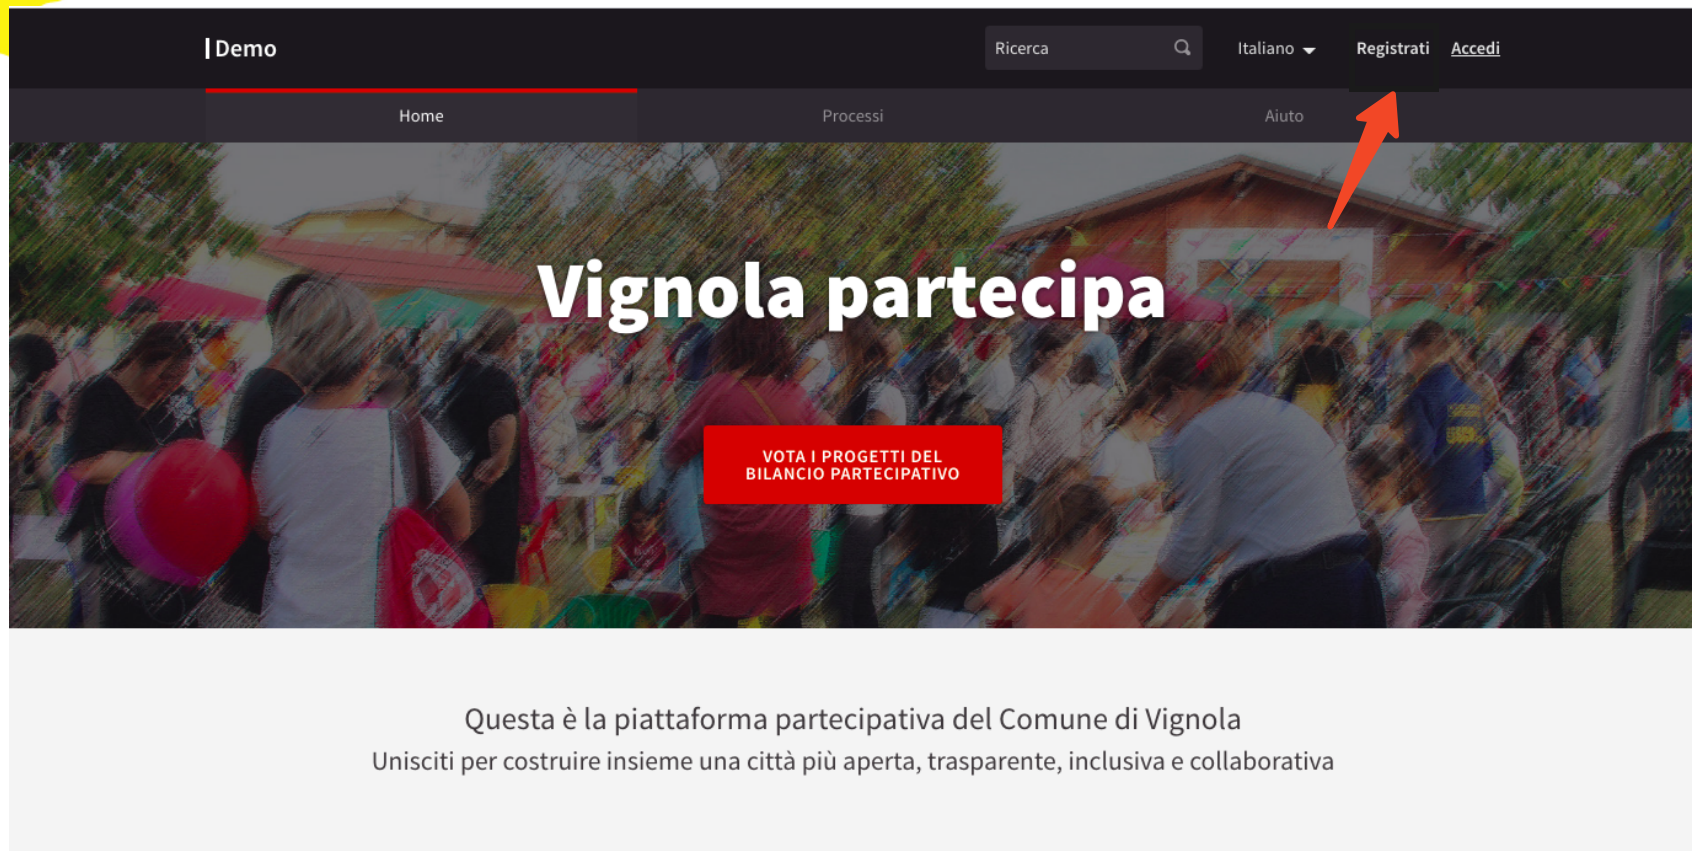 Demo
Ricerca
Italiano
Registrati
Accedi
Home
Processi
Aiuto
Vignola partecipa
VOTA I PROGETTI DEL
BILANCIO PARTECIPATIVO
Questa è la piattaforma partecipativa del Comune di Vignola
Unisciti per costruire insieme una città più aperta, trasparente, inclusiva e collaborativa